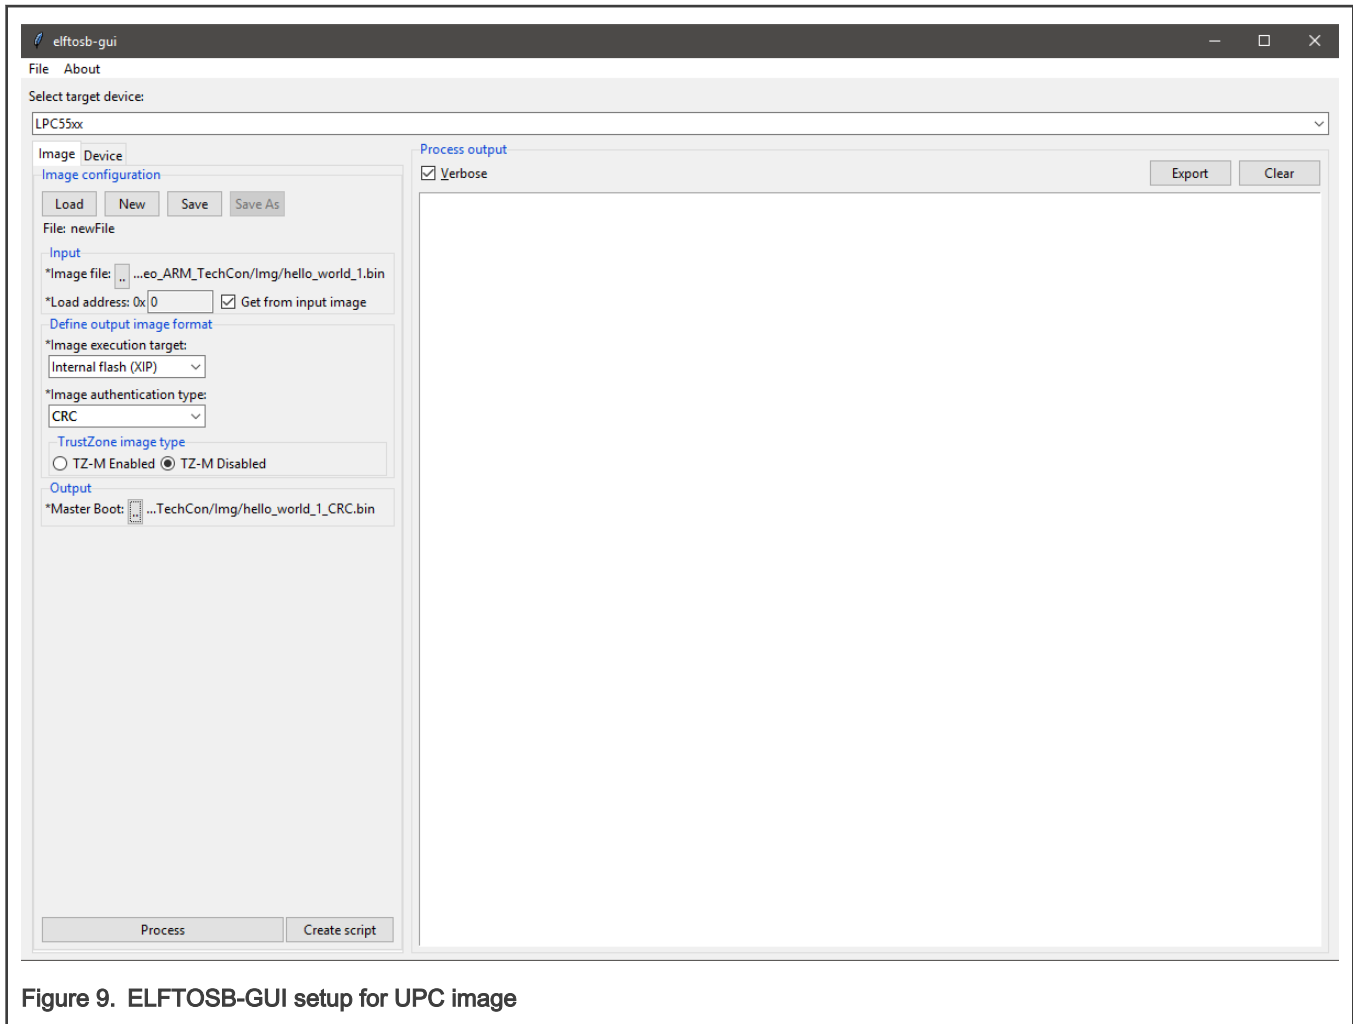 elftosb-gui
File About
Select target device:
LPC55xx
Image Device
Image configuration
Load New Save Save As
File: newFile
Input
*Image file: .. ...eo_ARM_TechCon/Img/hello_world_1.bin
*Load address: 0x 0 Get from input image
Define output image format
*Image execution target:
Internal flash (XIP)
*Image authentication type:
CRC
TrustZone image type
TZ-M Enabled TZ-M Disabled
Output
*Master Boot: .. ...TechCon/Img/hello_world_1_CRC.bin
Process Create script
Process output
Verbose Export Clear
Figure 9. ELFTOSB-GUI setup for UPC image